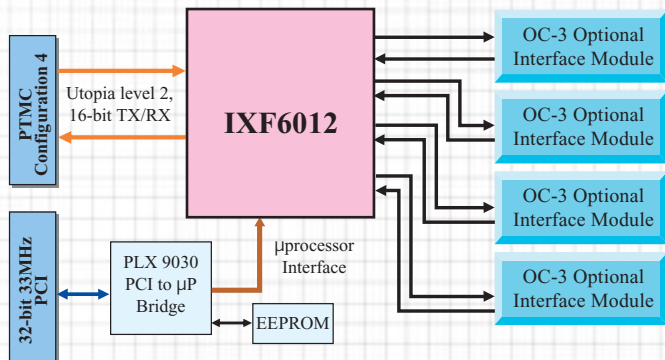 PTMC
Configuration 4
Utopia level 2,
16-bit TX/RX
IXF6012
OC-3 Optional
Interface Module
OC-3 Optional
Interface Module
OC-3 Optional
Interface Module
OC-3 Optional
Interface Module
32-bit 33MHz
PCI
PLX 9030
PCI to µP
Bridge
µprocessor
Interface
EEPROM